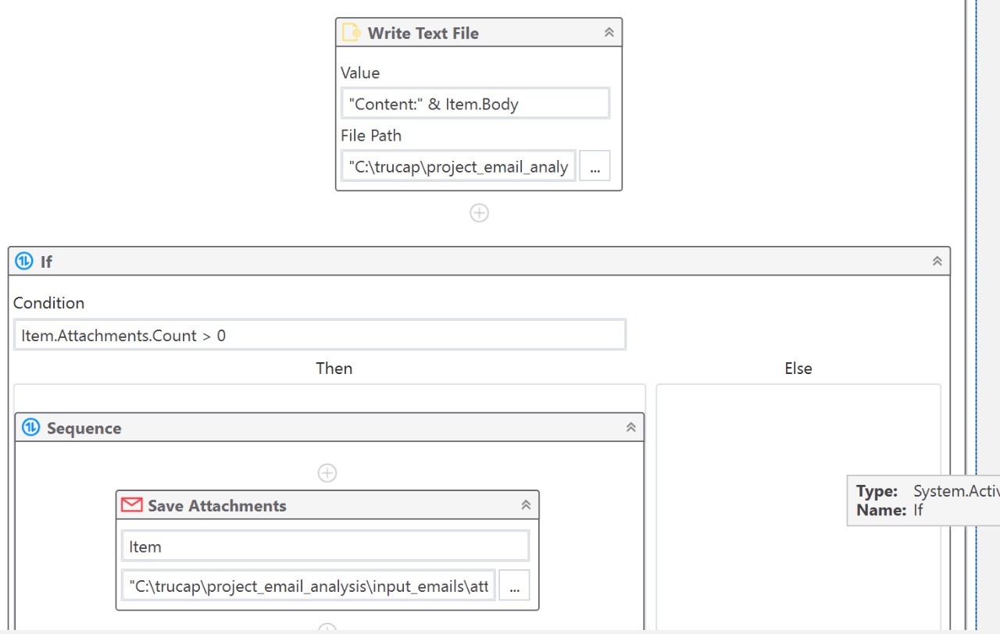 Write Text File
Value
"Content:" & Item.Body
File Path
"C:\trucap\project_email_analy
...
If
Condition
Item.Attachments.Count > 0
Then
Else
Sequence
Save Attachments
Item
"C:\trucap\project_email_analysis\input_emails\att
...
Type: System.Activ
Name: If